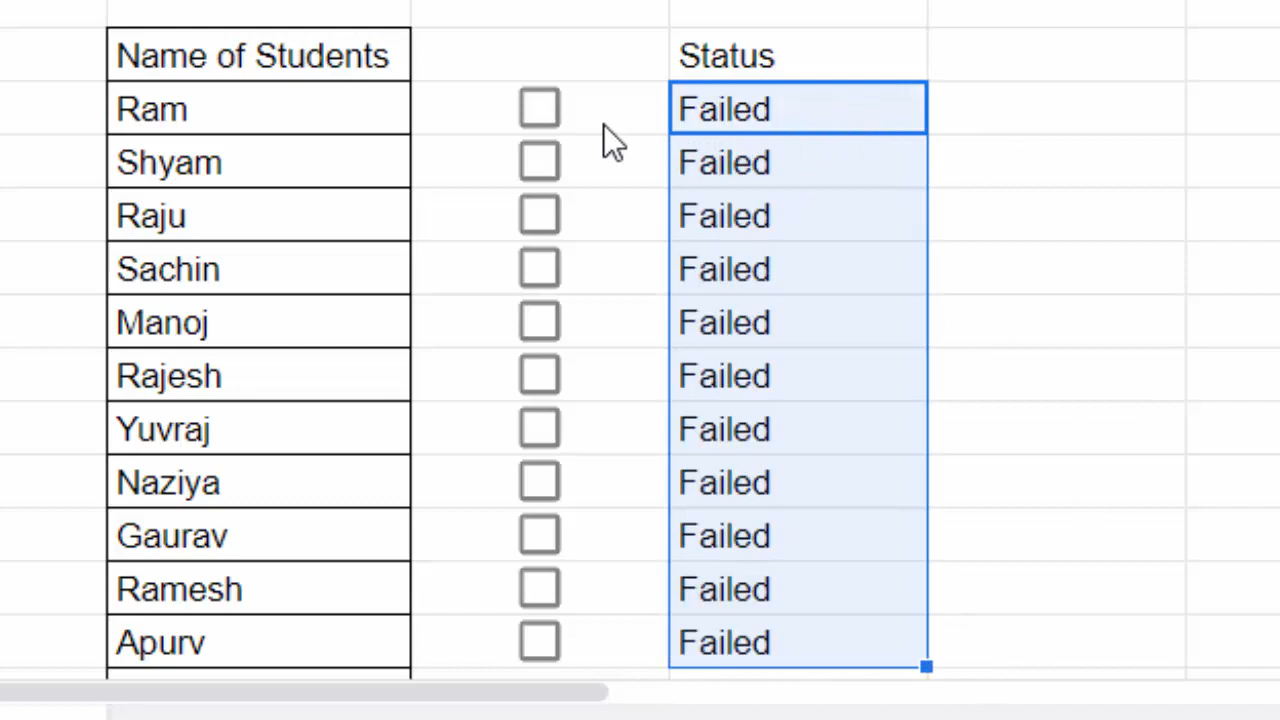 Name of Students Status
Ram Failed
Shyam Failed
Raju Failed
Sachin Failed
Manoj Failed
Rajesh Failed
Yuvraj Failed
Naziya Failed
Gaurav Failed
Ramesh Failed
Apurv Failed